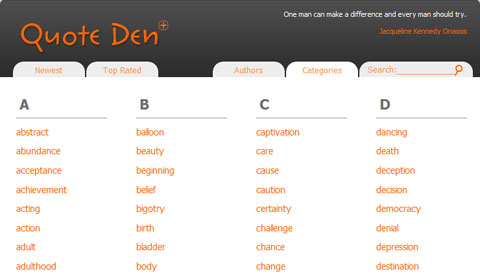 One man can make a difference and every man should try.
Quote Den
Jacqueline Kennedy Onassis
Newest Top Rated Authors Categories Search:
A B C D
abstract balloon captivation dancing
abundance beauty care death
acceptance beginning cause deception
achievement belief caution decision
acting bigotry certainty democracy
action birth challenge denial
adult bladder chance depression
adulthood body change destination